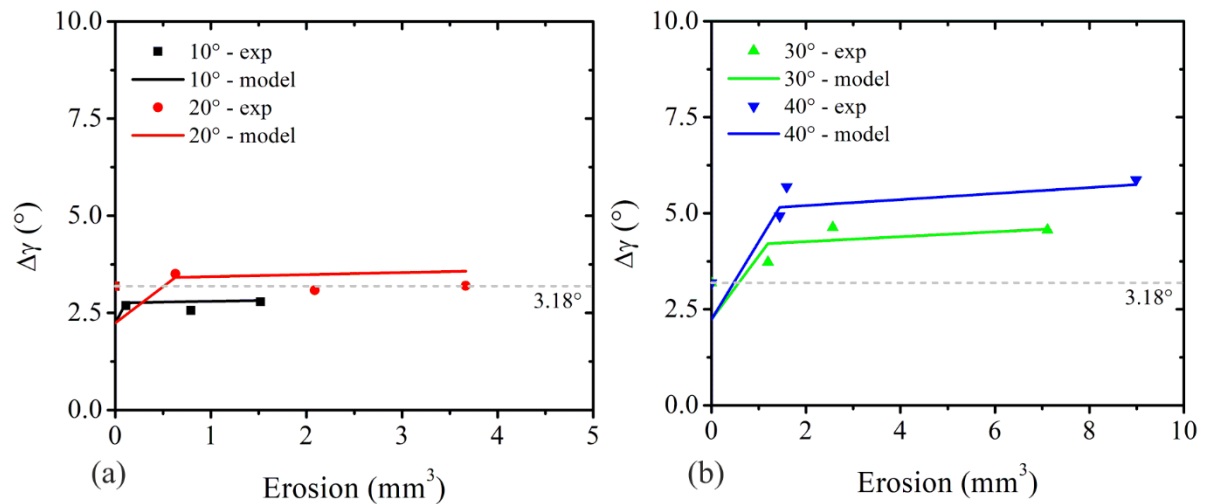 10.0
7.5
5.0
2.5
0.0
Δγ (°)
10° - exp
10° - model
20° - exp
20° - model
3.18°
0 1 2 3 4 5
(a)
Erosion (mm³)
10.0
7.5
5.0
2.5
0.0
Δγ (°)
30° - exp
30° - model
40° - exp
40° - model
3.18°
0 2 4 6 8 10
(b)
Erosion (mm³)